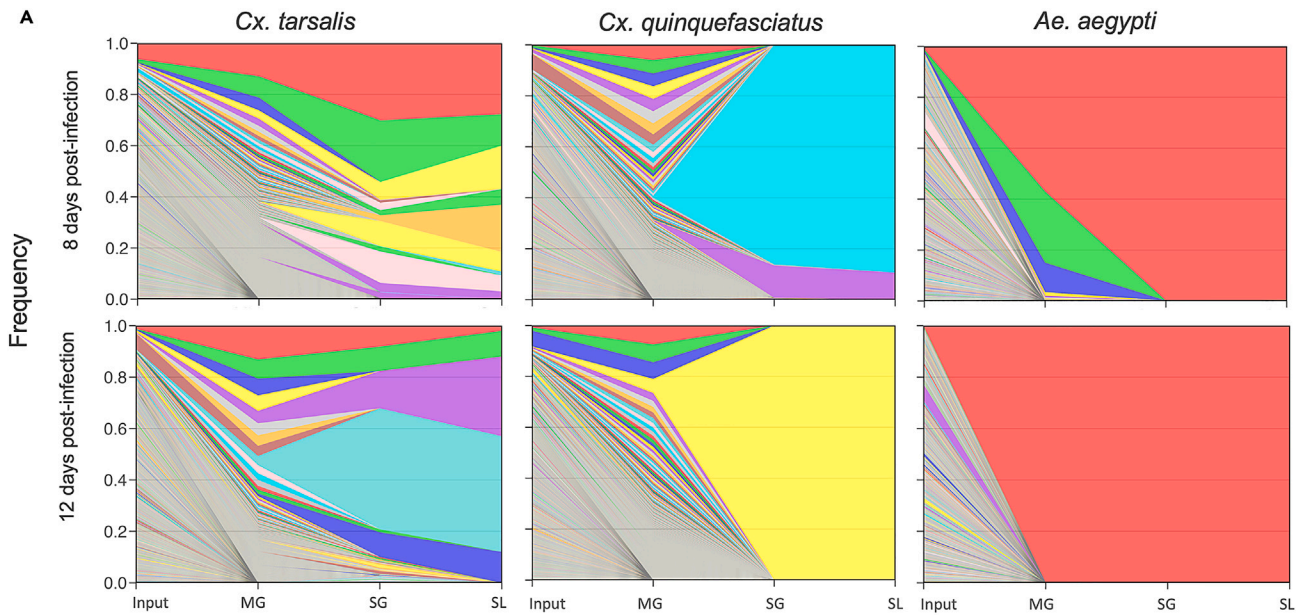 A
Cx. tarsalis
Cx. quinquefasciatus
Ae. aegypti
Frequency
8 days post-infection
1.0
0.8
0.6
0.4
0.2
0.0
12 days post-infection
1.0
0.8
0.6
0.4
0.2
0.0
Input MG SG SL
Input MG SG SL
Input MG SG SL